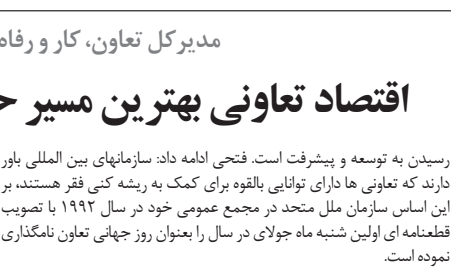 مدیرکل تعاون، کار و رفاه
اقتصاد تعاونی بهترین مسیر
رسیدن به توسعه و پیشرفت است. فتحی ادامه داد: سازمانهای بین المللی باور
دارند که تعاونی ها دارای توانایی بالقوه برای کمک به ریشه کنی فقر هستند، بر
این اساس سازمان ملل متحد در مجمع عمومی خود در سال ۱۹۹۲ با تصویب
قطعنامه ای اولین شنبه ماه جولای در سال را بعنوان روز جهانی تعاون نامگذاری
نموده است.